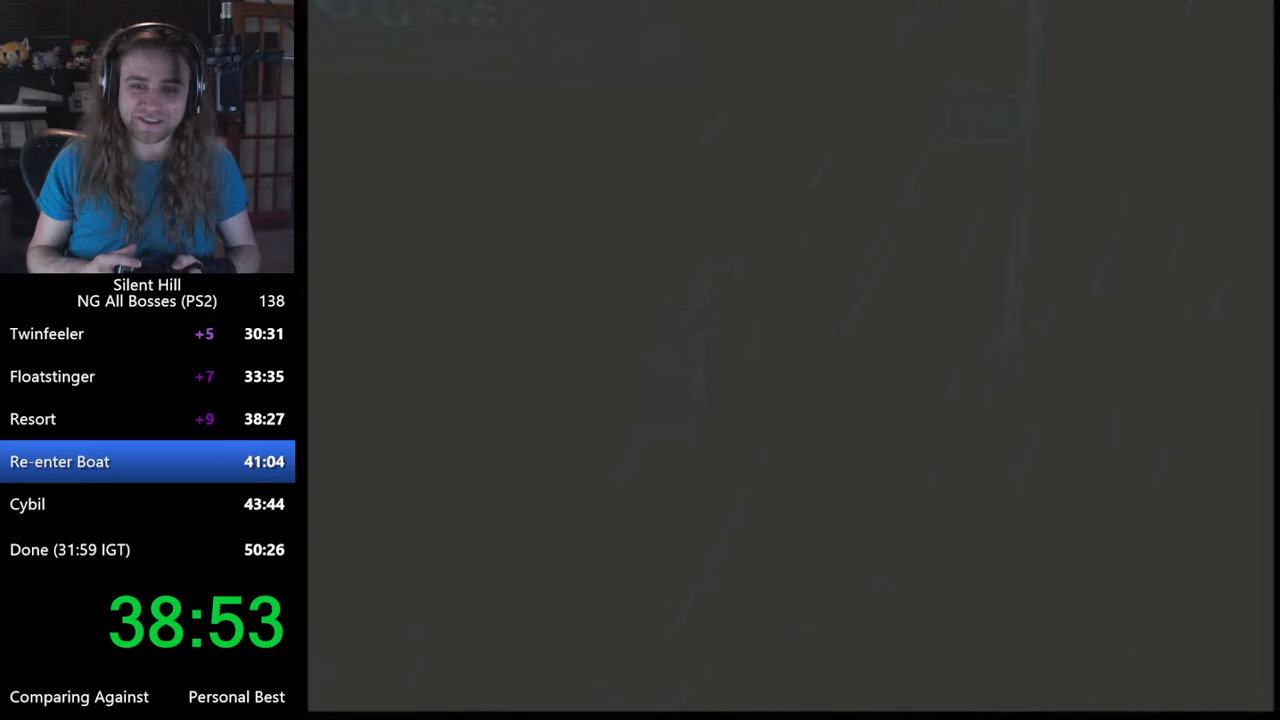 Silent Hill
NG All Bosses (PS2) 138
Twinfeeler +5 30:31
Floatstinger +7 33:35
Resort +9 38:27
Re-enter Boat 41:04
Cybil 43:44
Done (31:59 IGT) 50:26
38:53
Comparing Against Personal Best